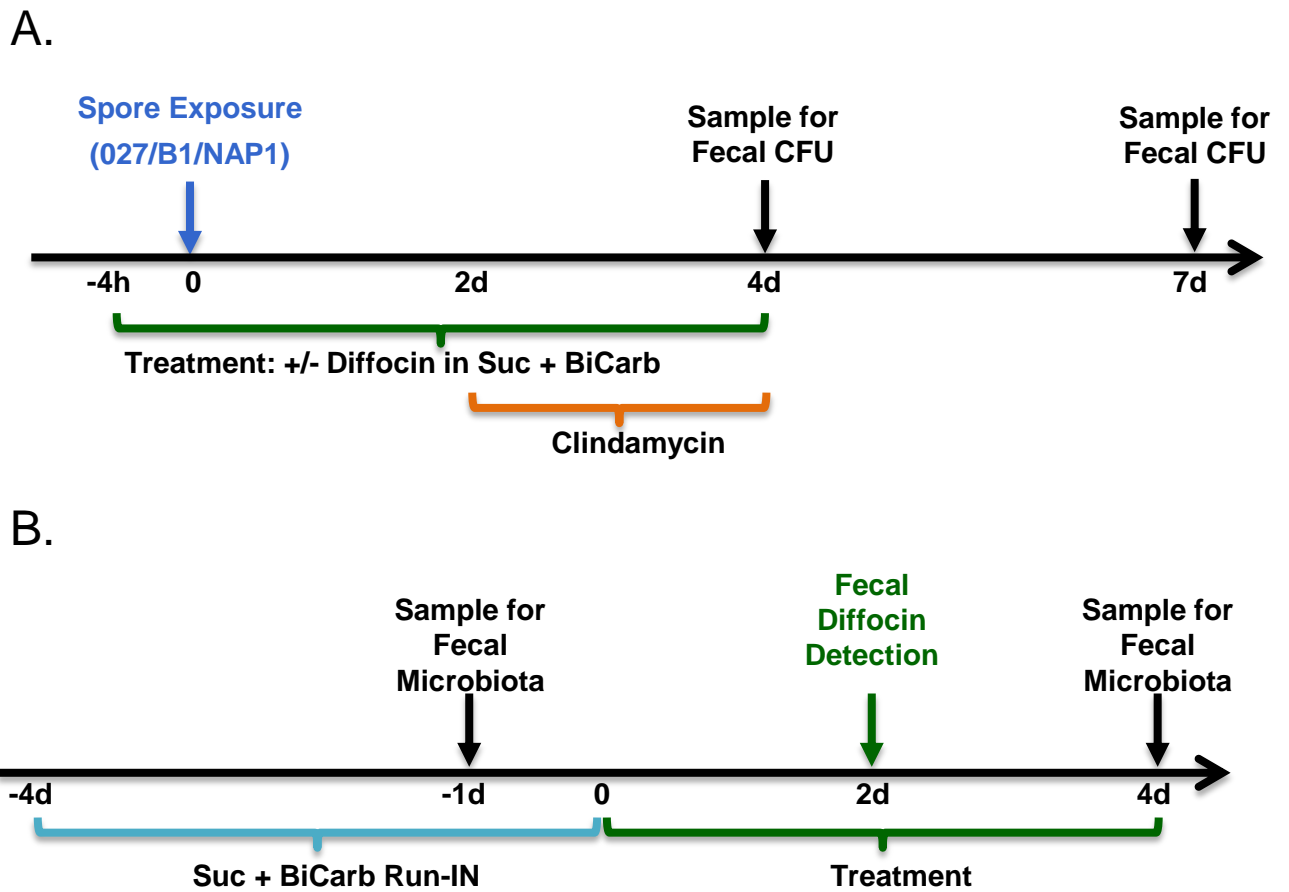 A.
Spore Exposure
(027/B1/NAP1)
Sample for
Fecal CFU
Sample for
Fecal CFU
-4h 0 2d 4d 7d
Treatment: +/- Diffocin in Suc + BiCarb
Clindamycin
B.
Sample for
Fecal
Microbiota
Fecal
Diffocin
Detection
Sample for
Fecal
Microbiota
-4d -1d 0 2d 4d
Suc + BiCarb Run-IN
Treatment